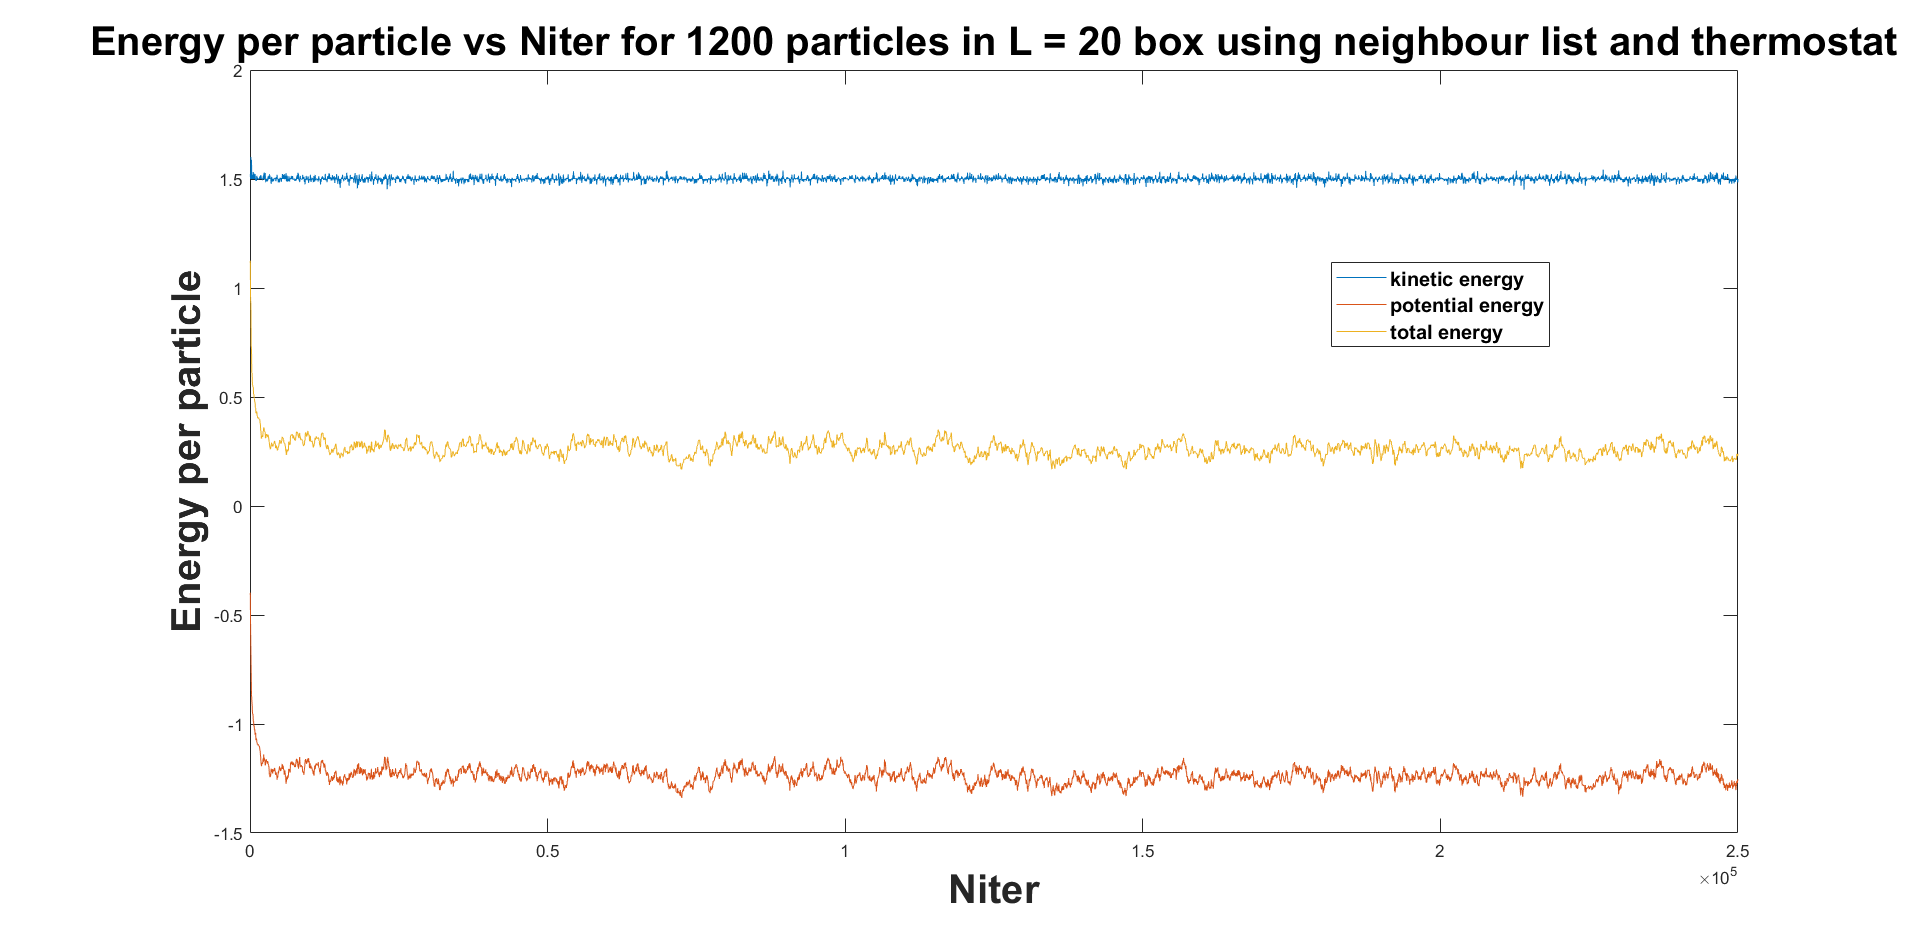 Energy per particle vs Niter for 1200 particles in L = 20 box using neighbour list and thermostat
2
1.5
1
0.5
0
-0.5
-1
-1.5
Energy per particle
kinetic energy
potential energy
total energy
0 0.5 1 1.5 2 2.5
×10⁵
Niter